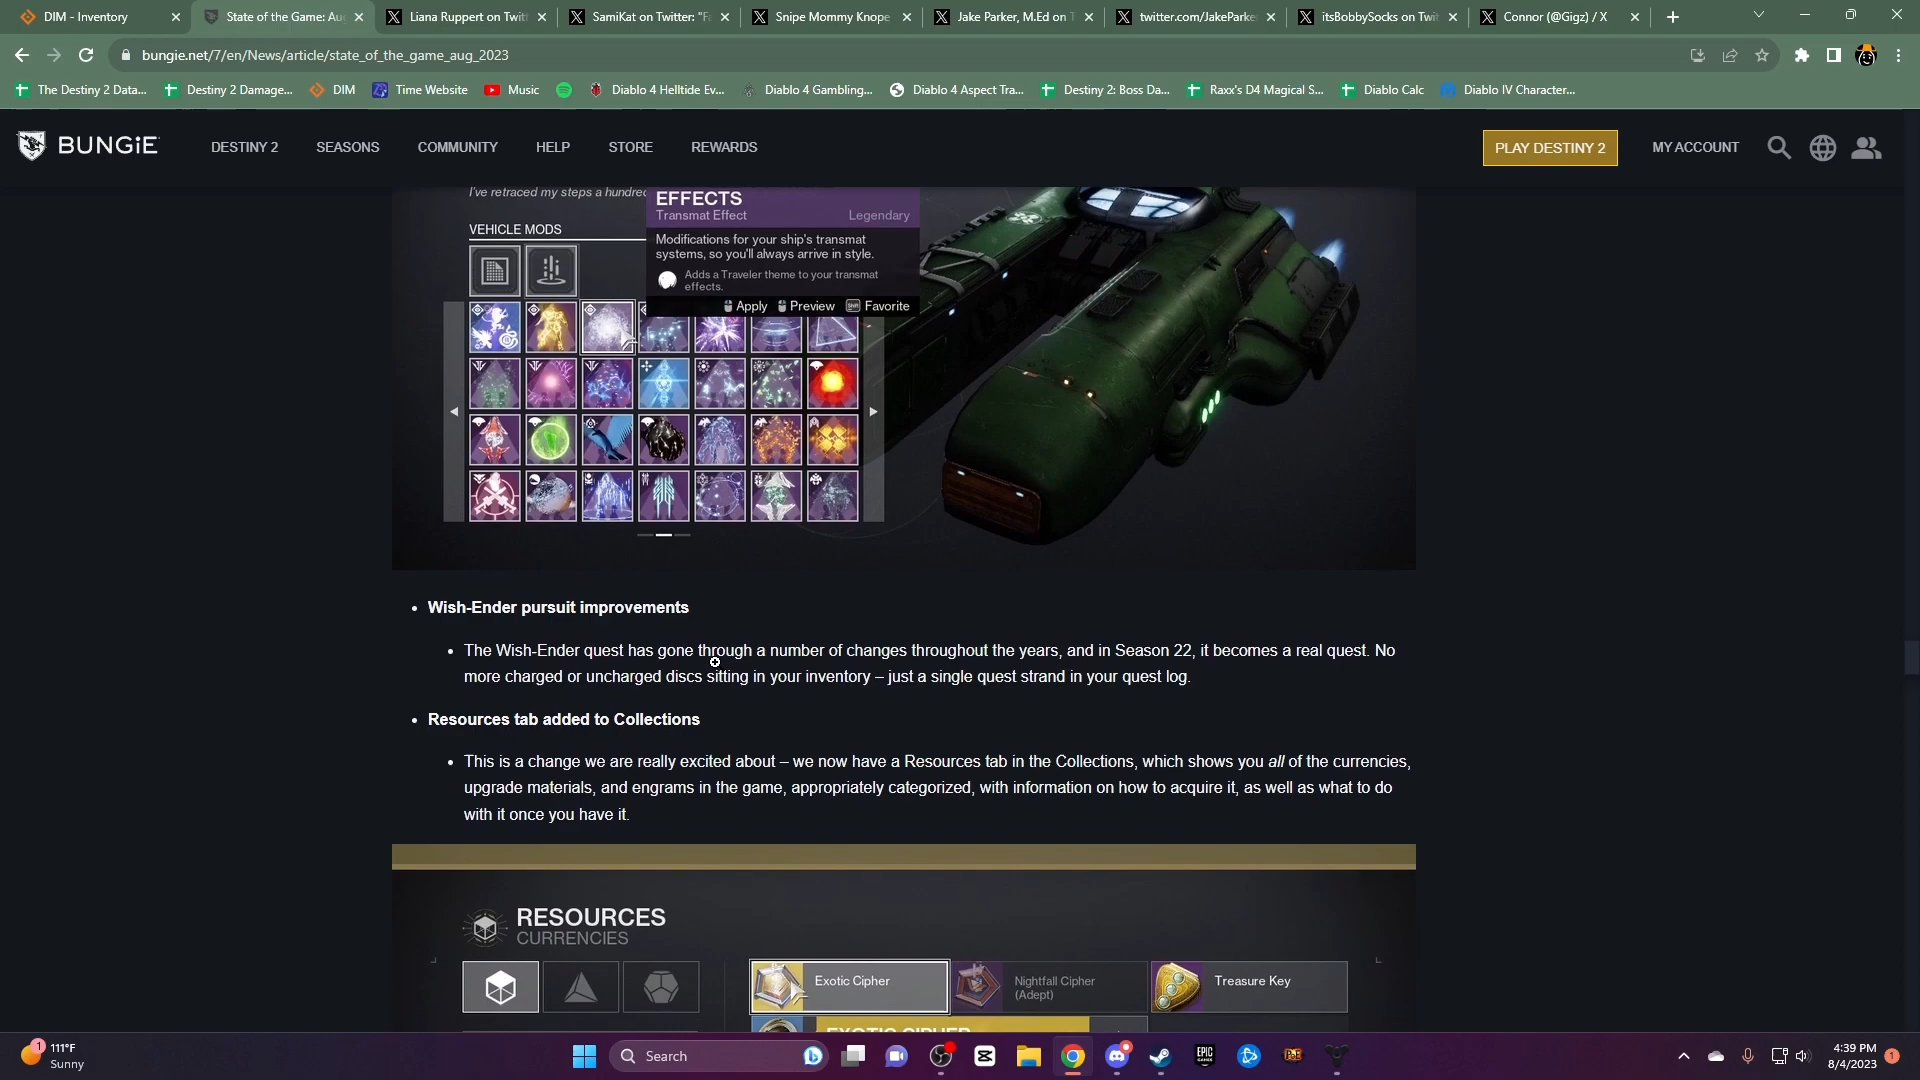 DIM - Inventory
State of the Game: Au
Liana Ruppert on Twitt
SamiKat on Twitter: "Fa
Snipe Mommy Knope
Jake Parker, M.Ed on T
twitter.com/JakeParke
itsBobbySocks on Twit
Connor (@Gigz) / X
bungie.net/7/en/News/article/state_of_the_game_aug_2023
The Destiny 2 Data...
Destiny 2 Damage...
DIM
Time Website
Music
Diablo 4 Helltide Ev...
Diablo 4 Gambling...
Diablo 4 Aspect Tra...
Destiny 2: Boss Da...
Raxx's D4 Magical S...
Diablo Calc
Diablo IV Character...
BUNGIE
DESTINY 2
SEASONS
COMMUNITY
HELP
STORE
REWARDS
PLAY DESTINY 2
MY ACCOUNT
I've retraced my steps a hundred
EFFECTS
Transmat Effect
Legendary
VEHICLE MODS
Modifications for your ship's transmat
systems, so you'll always arrive in style.
Adds a Traveler theme to your transmat
effects.
Apply
Preview
Favorite
• Wish-Ender pursuit improvements
• The Wish-Ender quest has gone through a number of changes throughout the years, and in Season 22, it becomes a real quest. No
more charged or uncharged discs sitting in your inventory – just a single quest strand in your quest log.
• Resources tab added to Collections
• This is a change we are really excited about – we now have a Resources tab in the Collections, which shows you all of the currencies,
upgrade materials, and engrams in the game, appropriately categorized, with information on how to acquire it, as well as what to do
with it once you have it.
RESOURCES
CURRENCIES
Exotic Cipher
Nightfall Cipher
(Adept)
Treasure Key
EXOTIC CIPHER
1
111°F
Sunny
Search
EPIC
GAMES
PoE
4:39 PM
8/4/2023
1